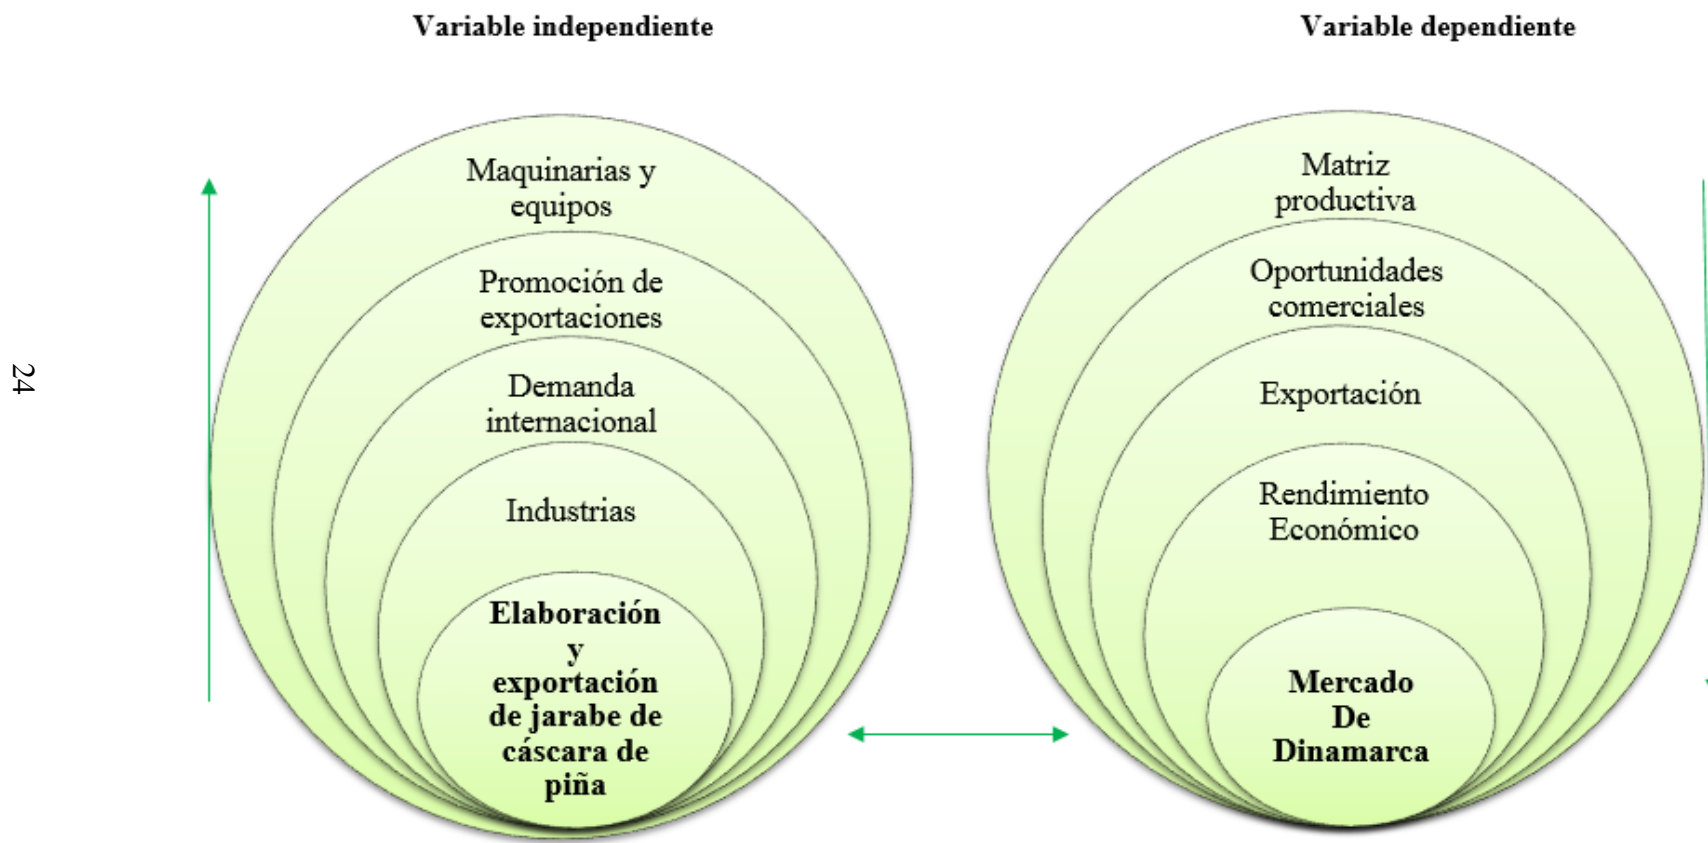 Variable independiente
Variable dependiente
24
Maquinarias y
equipos
Promoción de
exportaciones
Demanda
internacional
Industrias
Elaboración
y
exportación
de jarabe de
cáscara de
piña
Matriz
productiva
Oportunidades
comerciales
Exportación
Rendimiento
Económico
Mercado
De
Dinamarca